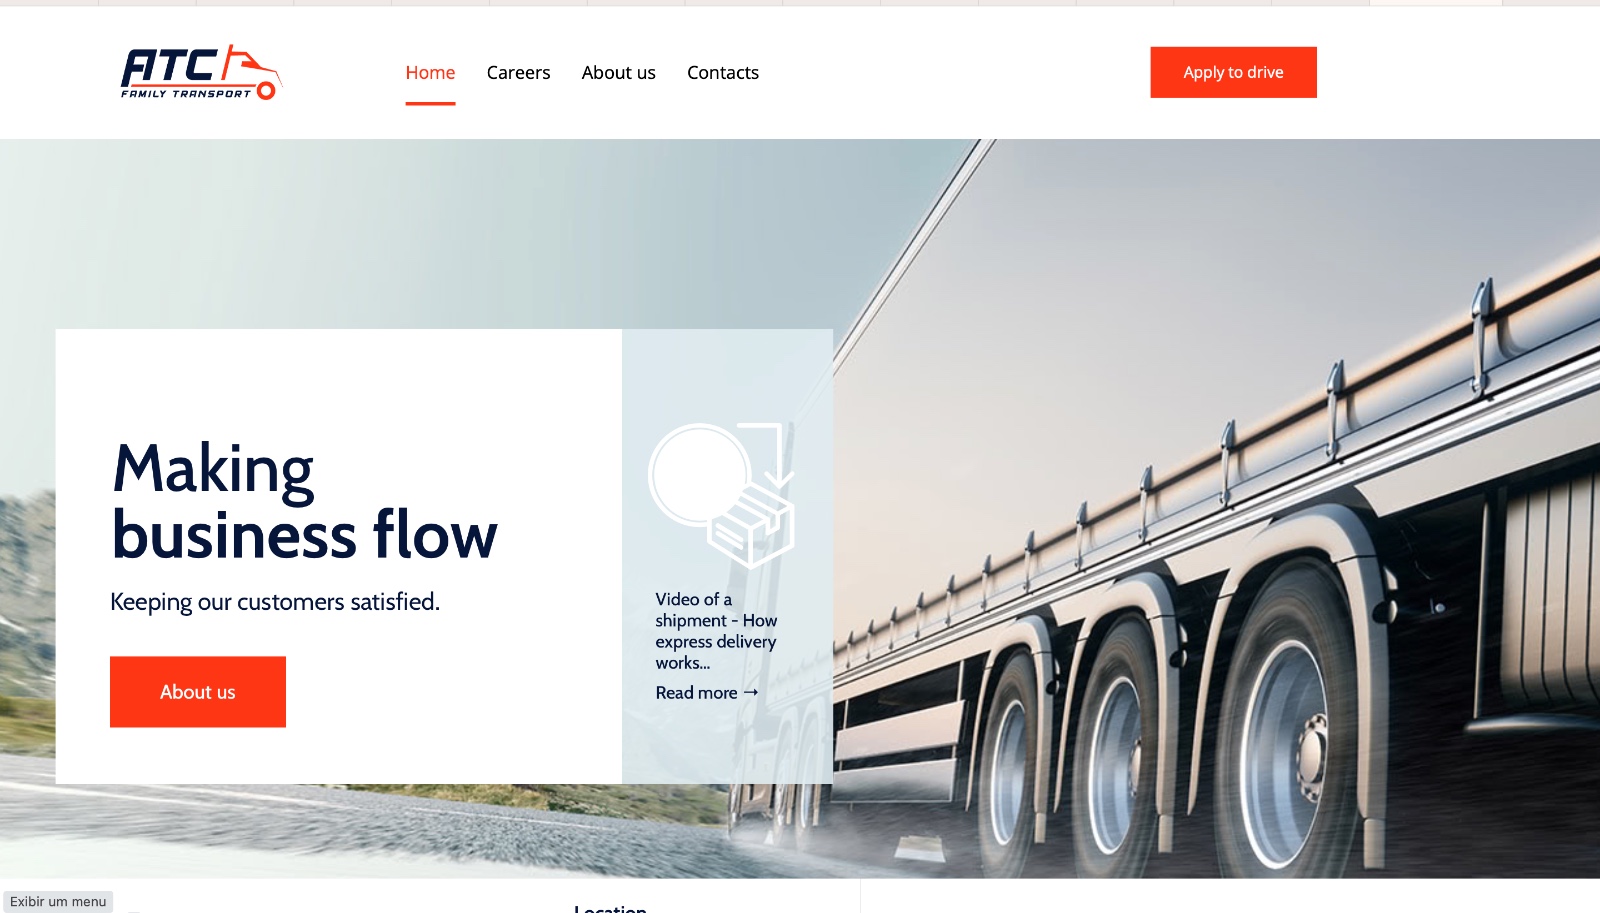 ATC
FAMILY TRANSPORT
Home
Careers
About us
Contacts
Apply to drive
Making
business flow
Keeping our customers satisfied.
About us
Video of a
shipment - How
express delivery
works...
Read more →
Exibir um menu
Location